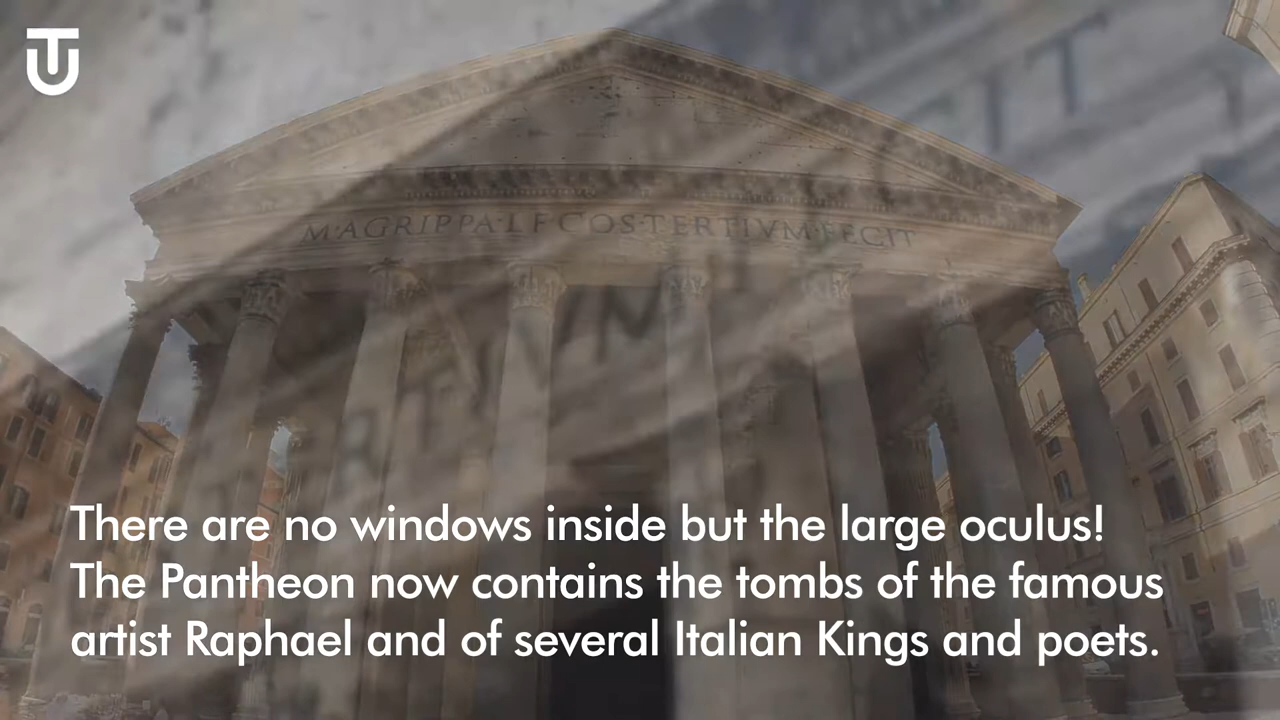 M·AGRIPPA·L·F·COS·TERTIVM·FECIT
There are no windows inside but the large oculus!
The Pantheon now contains the tombs of the famous
artist Raphael and of several Italian Kings and poets.